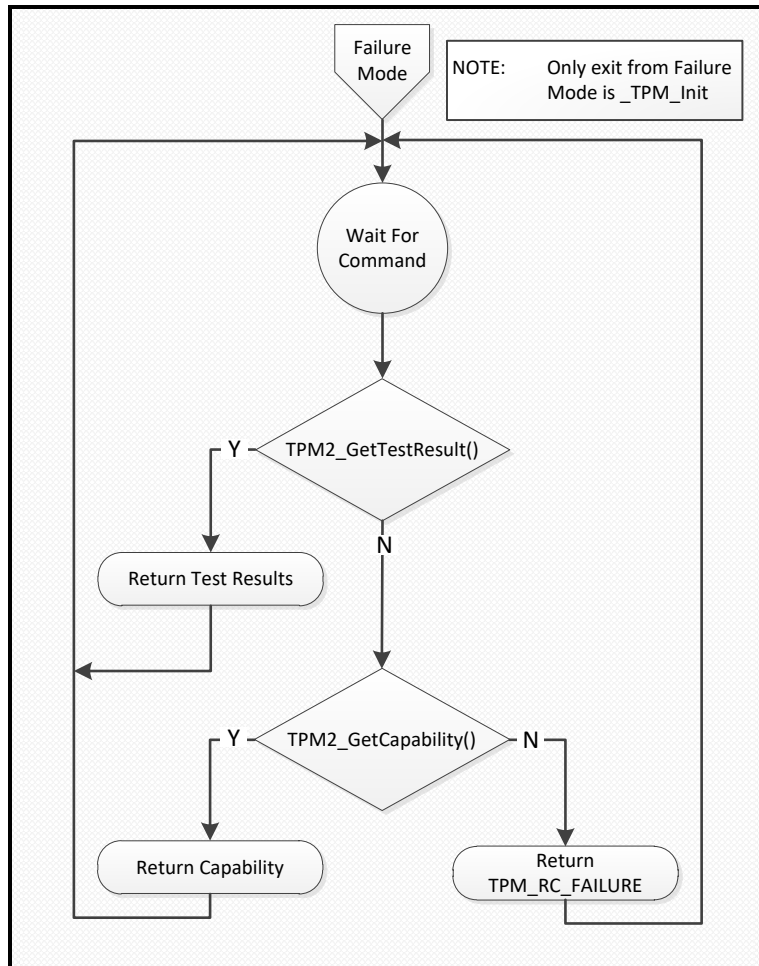 Failure
Mode
NOTE: Only exit from Failure
Mode is _TPM_Init
Wait For
Command
TPM2_GetTestResult()
Y
N
Return Test Results
TPM2_GetCapability()
Y
N
Return Capability
Return
TPM_RC_FAILURE